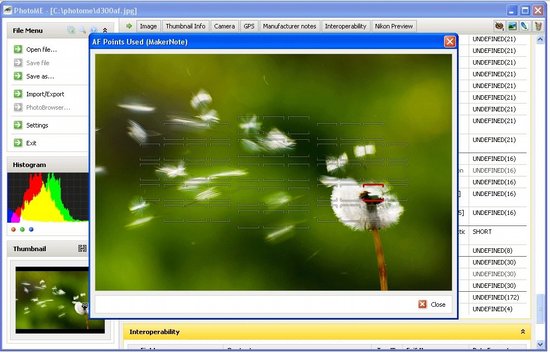 PhotoME - [C:\photome\d300af.jpg]
File Menu
Image
Thumbnail Info
Camera
GPS
Manufacturer notes
Interoperability
Nikon Preview
AF Points Used (MakerNote)
Open file...
Save file
Save as...
Import/Export
PhotoBrowser...
Settings
Exit
Histogram
Thumbnail
UNDEFINED(21)
UNDEFINED(21)
UNDEFINED(21)
UNDEFINED(21)
UNDEFINED(21)
UNDEFINED(21)
UNDEFINED(21)
UNDEFINED(21)
UNDEFINED(16)
UNDEFINED(16)
UNDEFINED(16)
UNDEFINED(16)
UNDEFINED(16)
SHORT
UNDEFINED(8)
UNDEFINED(30)
UNDEFINED(30)
UNDEFINED(172)
UNDEFINED(4)
Close
Interoperability